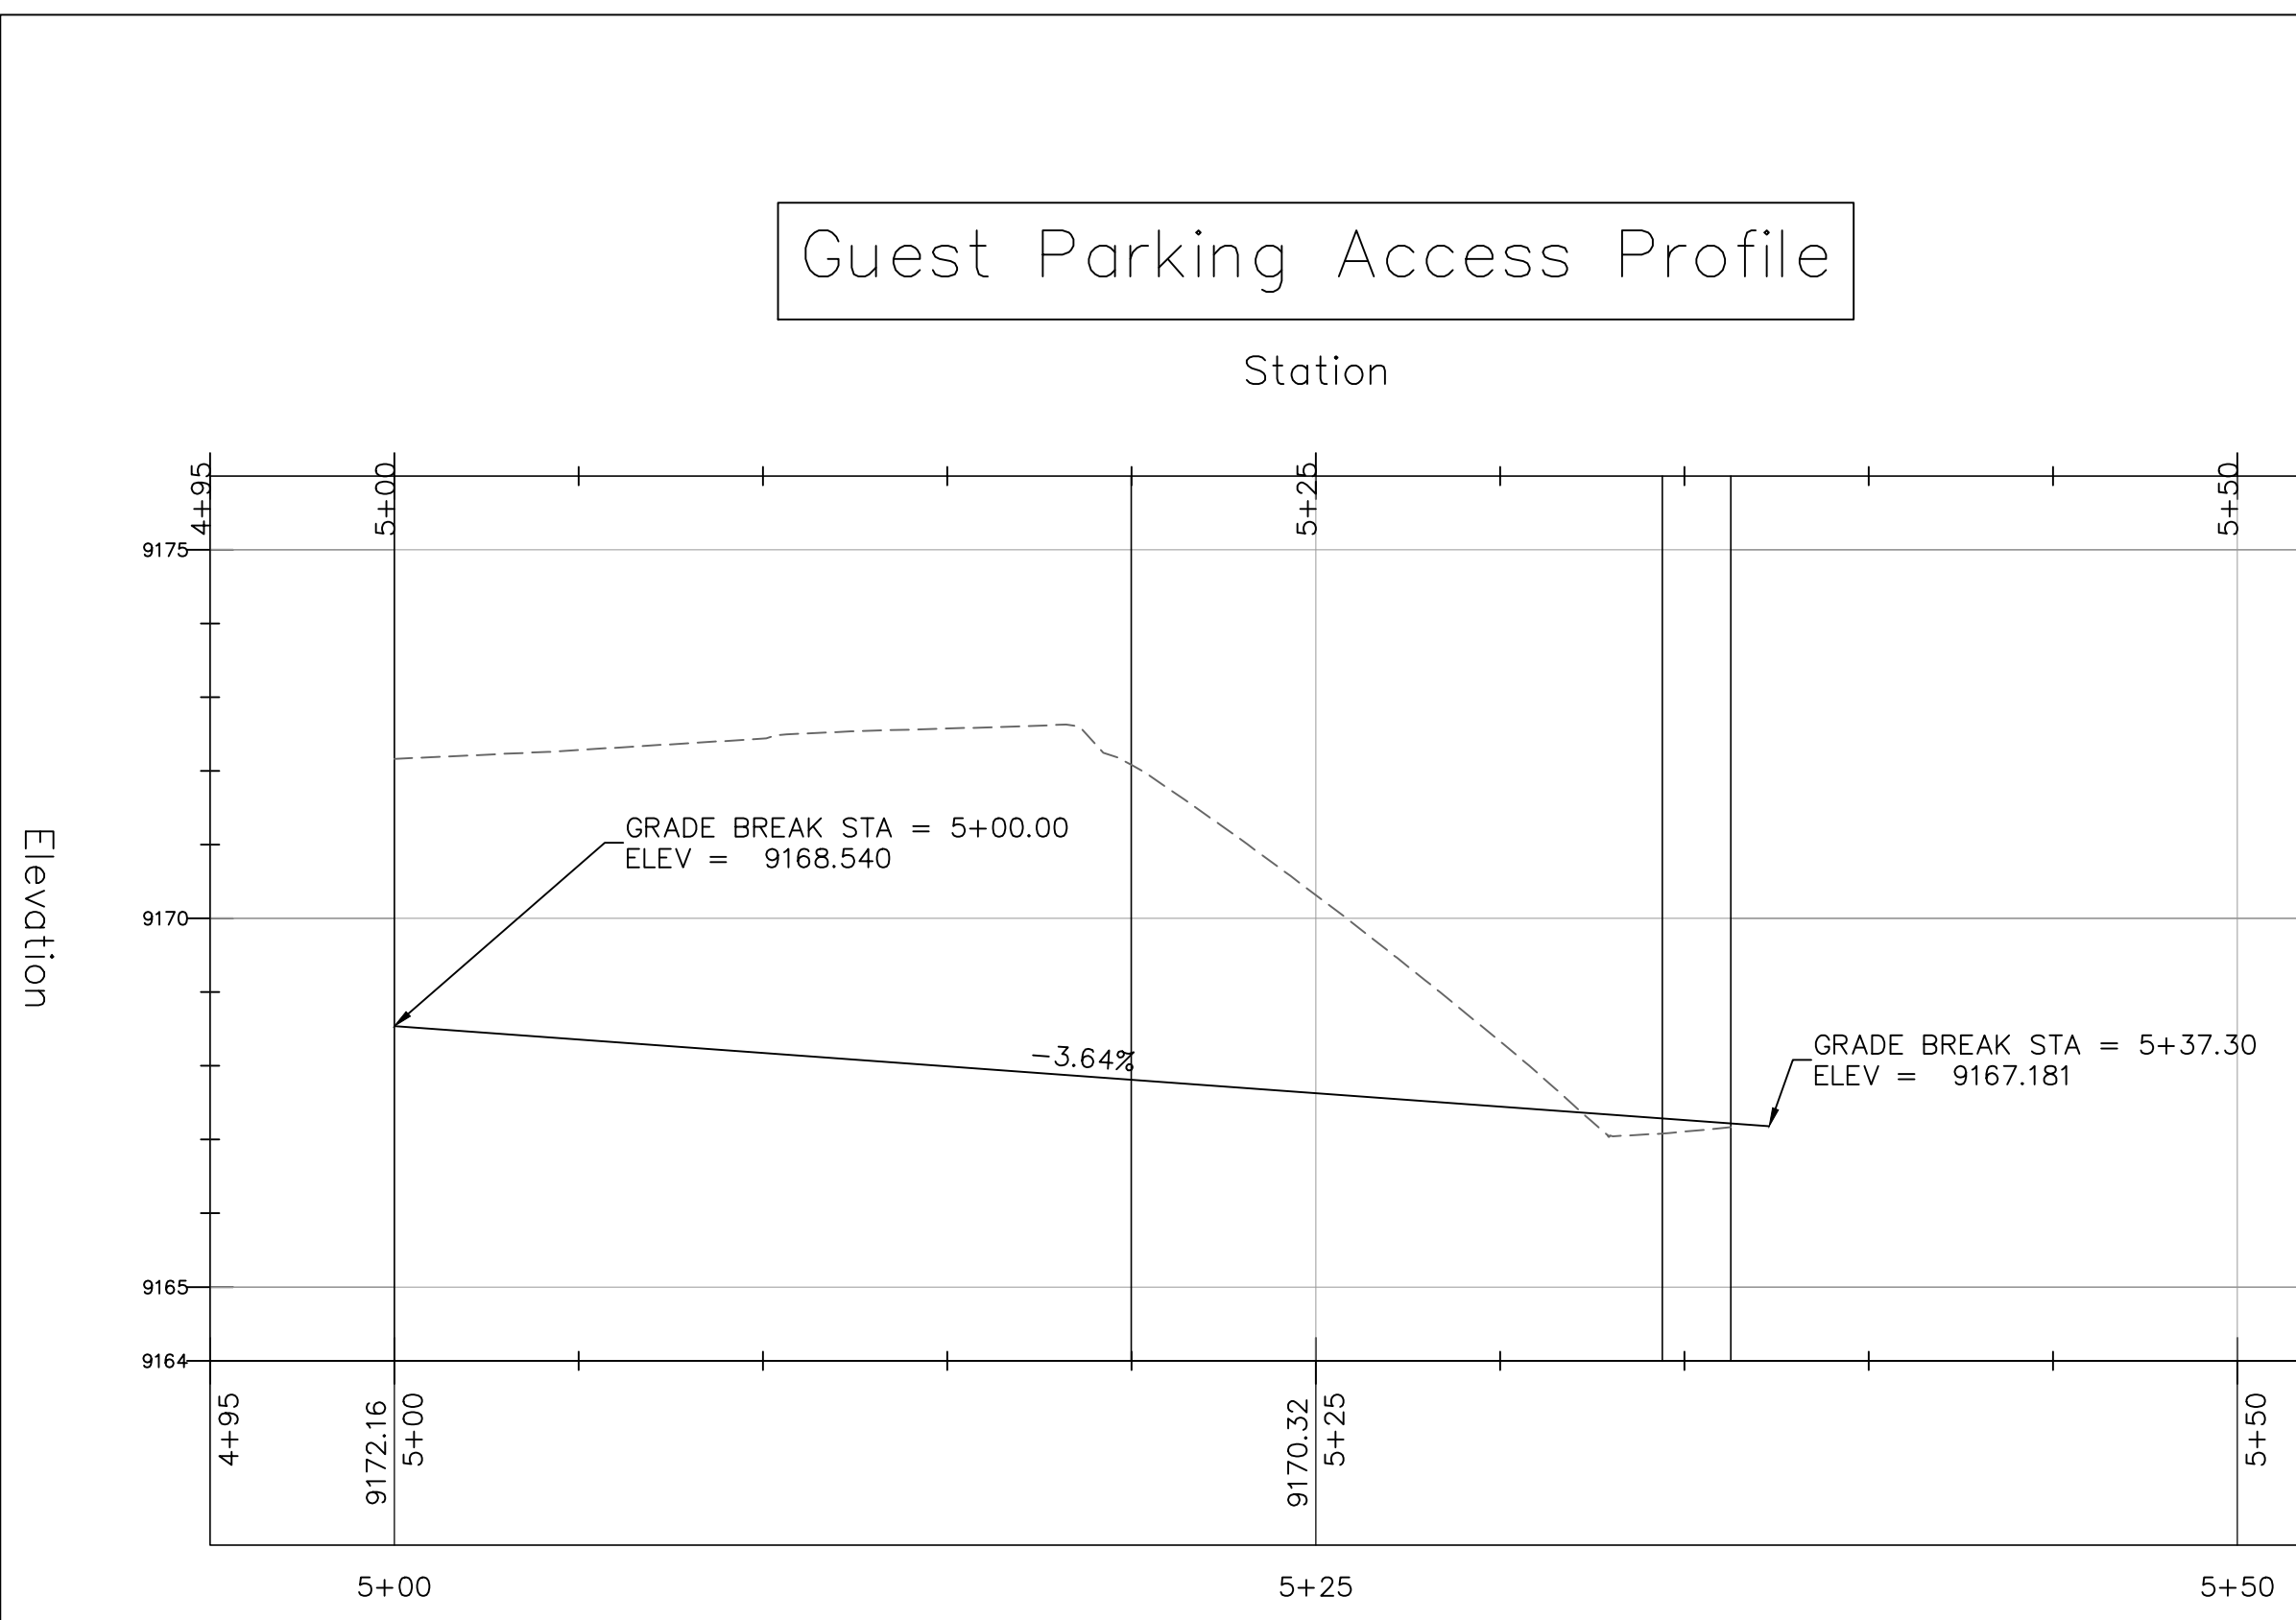 Guest Parking Access Profile
Station
4+95
5+00
5+25
5+50
9175
GRADE BREAK STA = 5+00.00
ELEV = 9168.540
Elevation
9170
-3.64%
GRADE BREAK STA = 5+37.30
ELEV = 9167.181
9165
9164
4+95
9172.16
5+00
9170.32
5+25
5+50
5+00
5+25
5+50